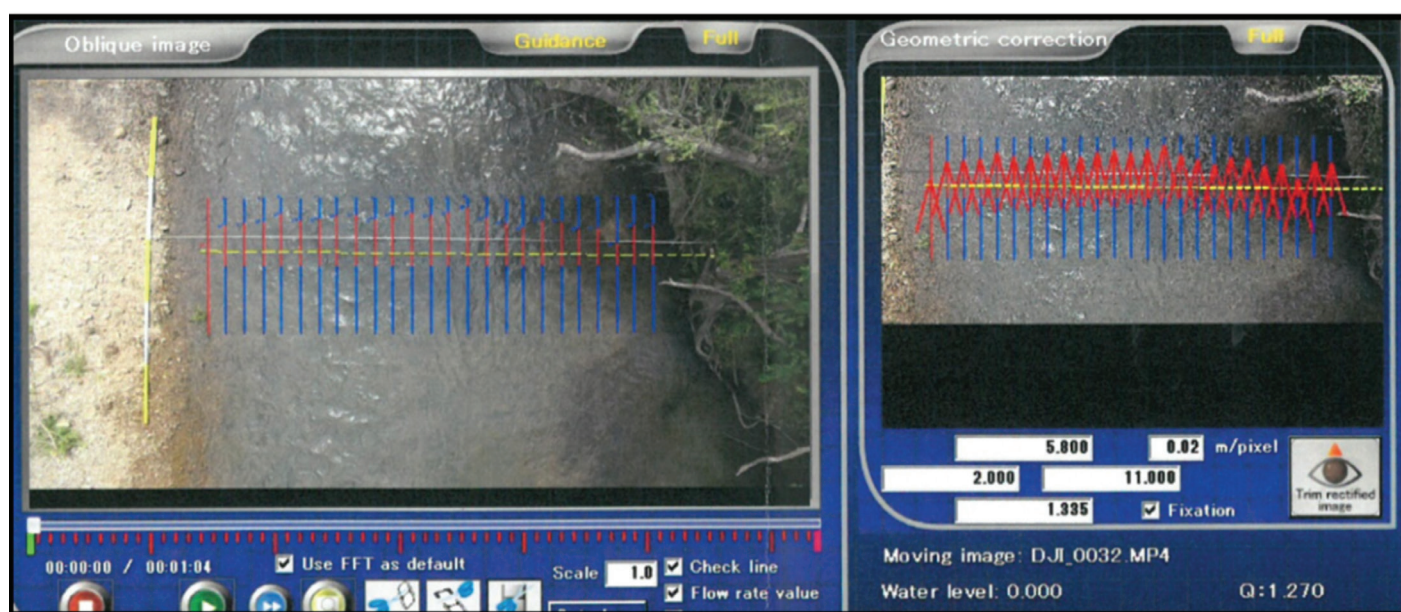 Oblique image
Guidance
Full
Geometric correction
Full
5.800
0.02 m/pixel
2.000
11.000
1.335
Fixation
Trim rectified
image
00:00:00 / 00:01:04
Use FFT as default
Scale 1.0
Check line
Flow rate value
Moving image: DJI_0032.MP4
Water level: 0.000
Q:1.270